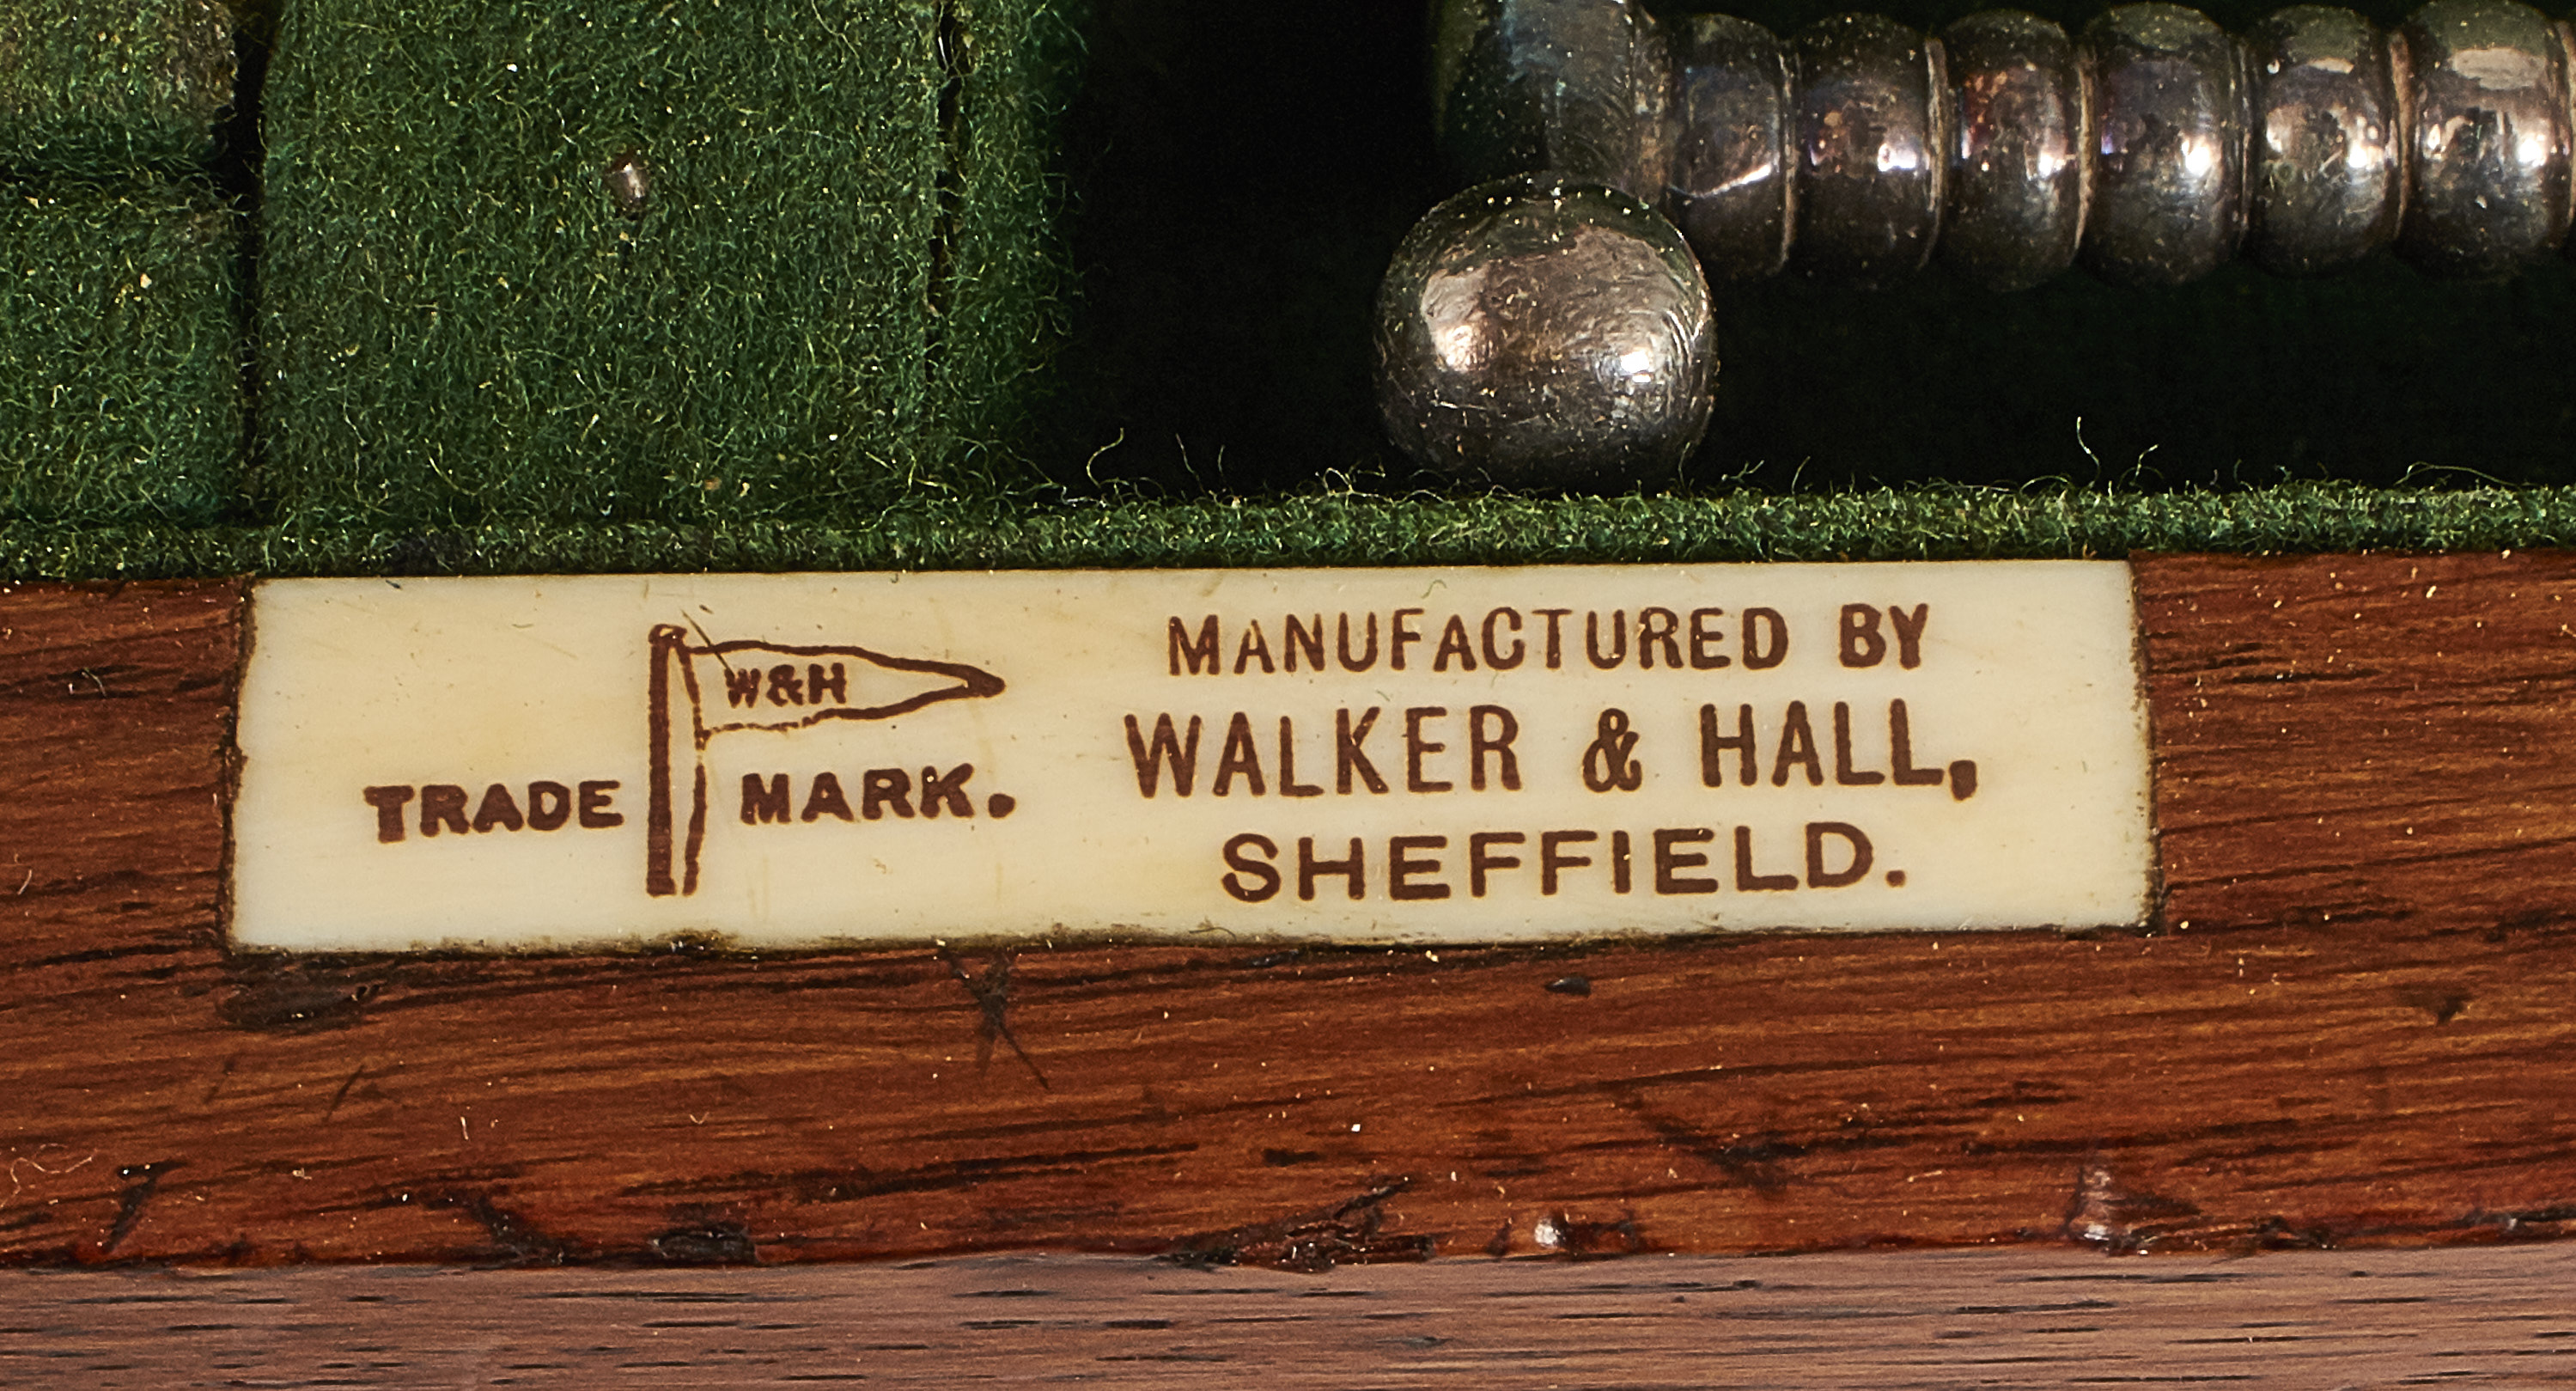 W&H
TRADE MARK.
MANUFACTURED BY
WALKER & HALL,
SHEFFIELD.